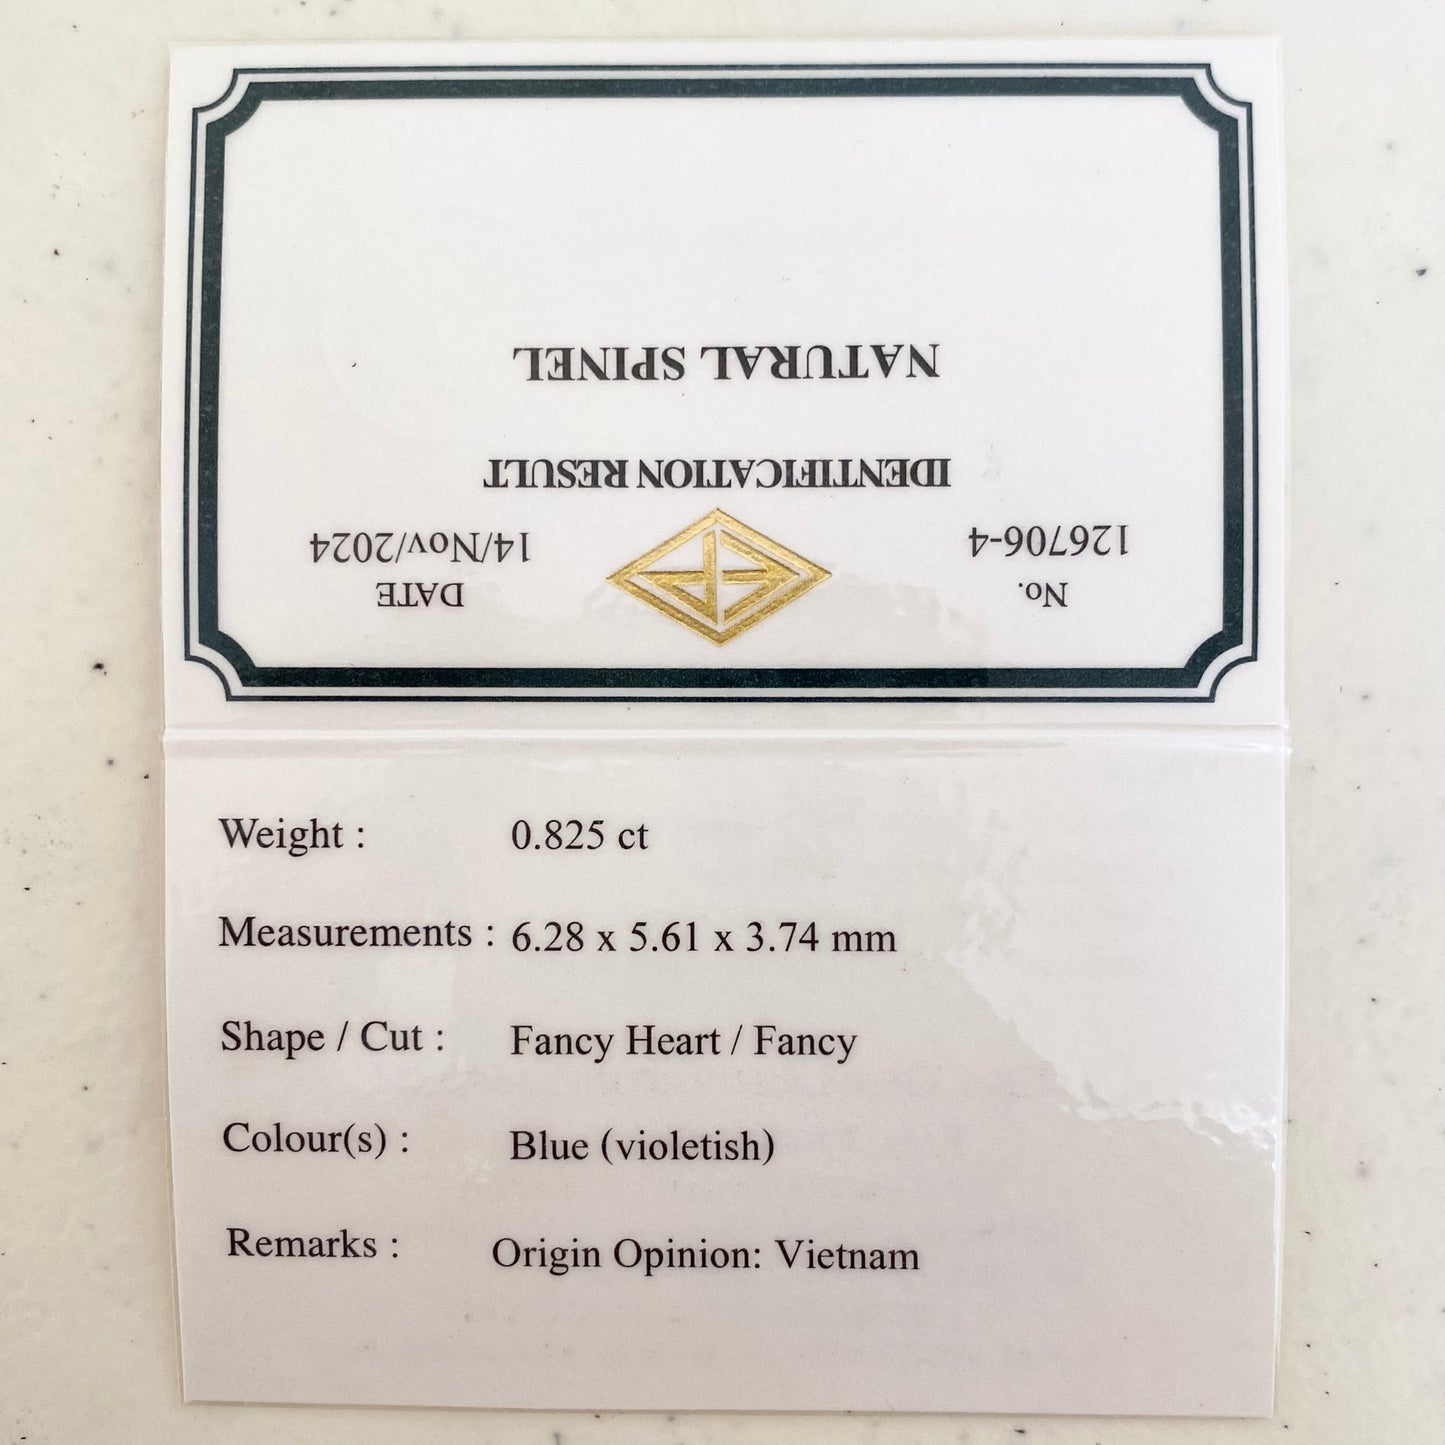 No.
126706-4
DATE
14/Nov/2024
IDENTIFICATION RESULT
NATURAL SPINEL
Weight : 0.825 ct
Measurements : 6.28 x 5.61 x 3.74 mm
Shape / Cut : Fancy Heart / Fancy
Colour(s) : Blue (violetish)
Remarks : Origin Opinion: Vietnam